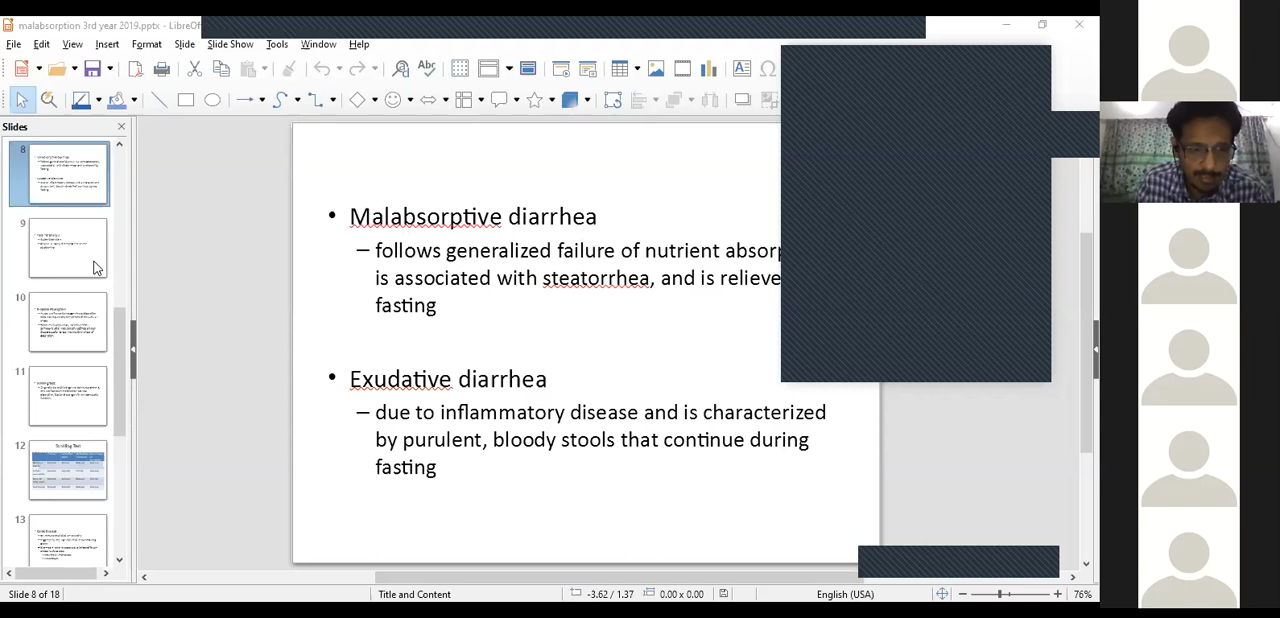 malabsorption 3rd year 2019.pptx - LibreOf
File Edit View Insert Format Slide Slide Show Tools Window Help
Slides
8
9
10
11
12
13
• Malabsorptive diarrhea
– follows generalized failure of nutrient absorp
is associated with steatorrhea, and is relieve
fasting
• Exudative diarrhea
– due to inflammatory disease and is characterized
by purulent, bloody stools that continue during
fasting
Slide 8 of 18 Title and Content -3.62 / 1.37 0.00 x 0.00 English (USA) 76%